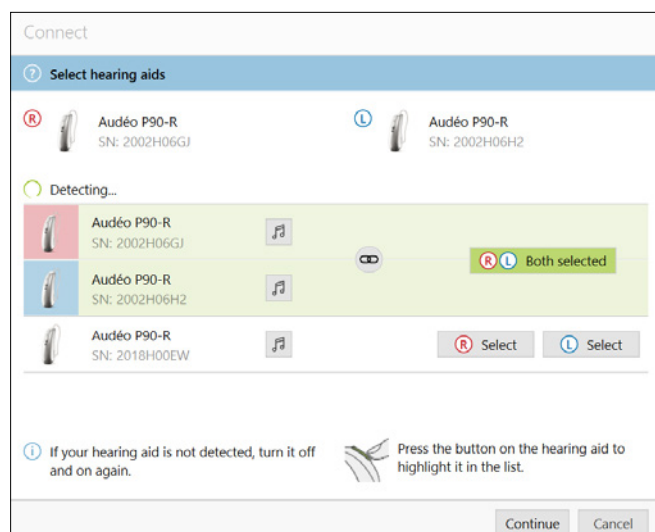 Connect
? Select hearing aids
R Audéo P90-R
SN: 2002H06GJ
L Audéo P90-R
SN: 2002H06H2
Detecting...
Audéo P90-R
SN: 2002H06GJ
Audéo P90-R
SN: 2002H06H2
R L Both selected
Audéo P90-R
SN: 2018H00EW
R Select
L Select
i If your hearing aid is not detected, turn it off
and on again.
Press the button on the hearing aid to
highlight it in the list.
Continue
Cancel